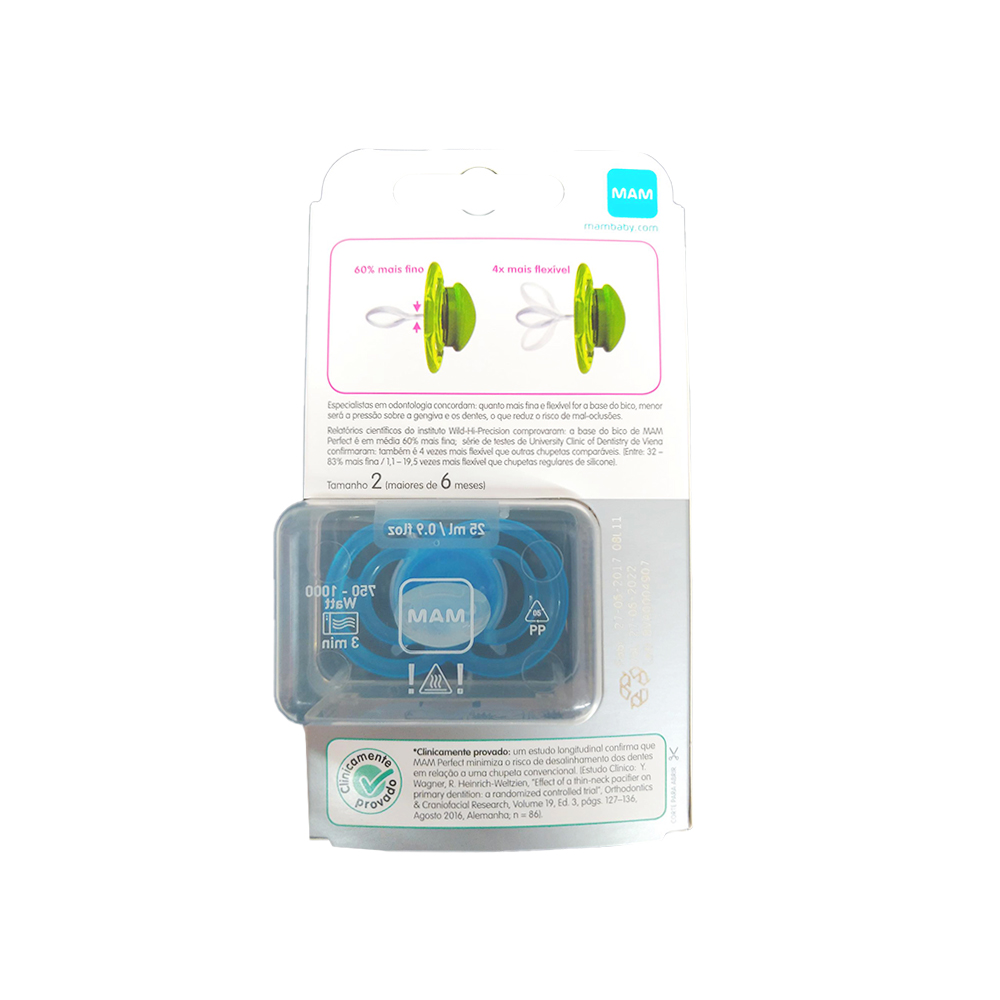 MAM
mambaby.com
60% mais fino
4x mais flexível
Especialistas em odontologia concordam: quanto mais fina e flexível for a base do bico, menor
será a pressão sobre a gengiva e os dentes, o que reduz o risco de mal-oclusões.
Relatórios científicos do instituto Wild-Hi-Precision comprovaram: a base do bico de MAM
Perfect é em média 60% mais fina; série de testes de University Clinic of Dentistry de Viena
confirmaram: também é 4 vezes mais flexível que outras chupetas comparáveis. (Entre: 32 –
83% mais fina / 1,1 – 19,5 vezes mais flexível que chupetas regulares de silicone).
Tamanho 2 (maiores de 6 meses)
25 ml / 0.9 floz
750 - 1000
Watt
3 min
MAM
05
PP
! !
2017 08L11
2022
Clinicamente
provado
*Clinicamente provado: um estudo longitudinal confirma que
MAM Perfect minimiza o risco de desalinhamento dos dentes
em relação a uma chupeta convencional. (Estudo Clínico: Y.
Wagner, R. Heinrich-Weltzien, "Effect of a thin-neck pacifier on
primary dentition: a randomized controlled trial", Orthodontics
& Craniofacial Research, Volume 19, Ed. 3, págs. 127–136,
Agosto 2016, Alemanha; n = 86).
CORTE PARA ABRIR